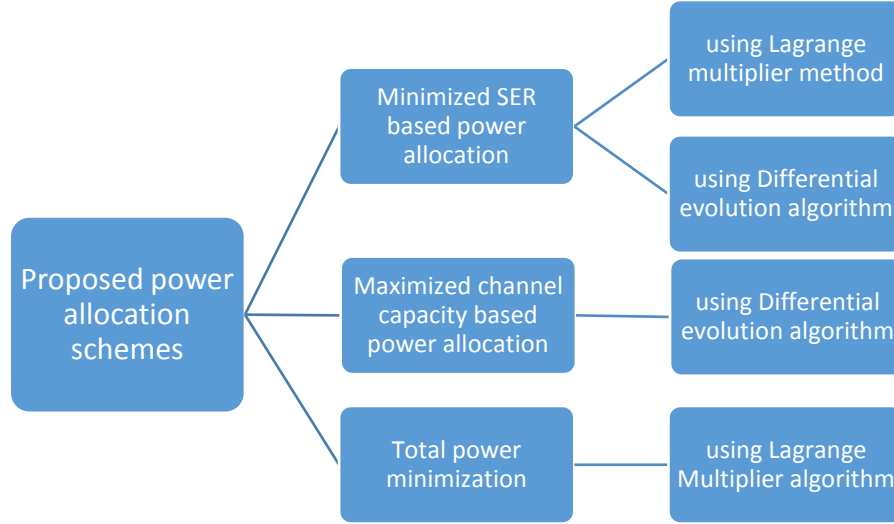 Proposed power
allocation
schemes
Minimized SER
based power
allocation
using Lagrange
multiplier method
using Differential
evolution algorithm
Maximized channel
capacity based
power allocation
using Differential
evolution algorithm
Total power
minimization
using Lagrange
Multiplier algorithm